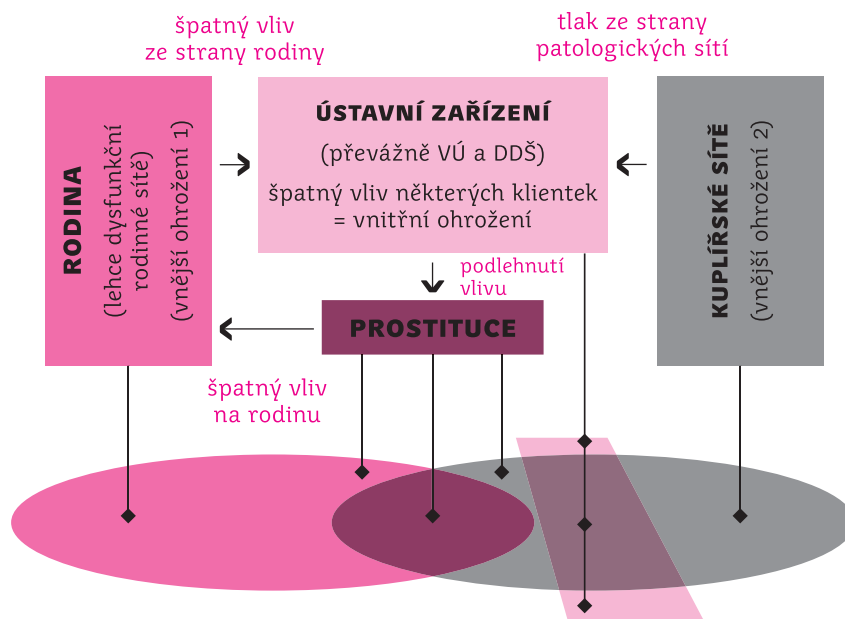 špatný vliv
ze strany rodiny
tlak ze strany
patologických sítí
RODINA
(lehce dysfunkční
rodinné sítě)
(vnější ohrožení 1)
ÚSTAVNÍ ZAŘÍZENÍ
(převážně VÚ a DDŠ)
špatný vliv některých klientek
= vnitřní ohrožení
KUPLÍŘSKÉ SÍTĚ
(vnější ohrožení 2)
podlehnutí
vlivu
PROSTITUCE
špatný vliv
na rodinu